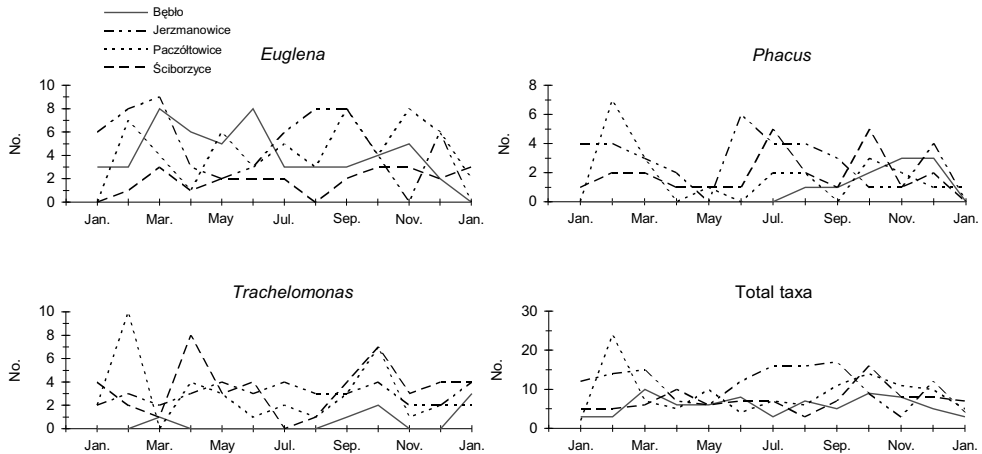 Bębło
Jerzmanowice
Paczółtowice
Ściborzyce
Euglena
No.
10
8
6
4
2
0
Jan. Mar. May Jul. Sep. Nov. Jan.
Phacus
No.
8
6
4
2
0
Jan. Mar. May Jul. Sep. Nov. Jan.
Trachelomonas
No.
10
8
6
4
2
0
Jan. Mar. May Jul. Sep. Nov. Jan.
Total taxa
No.
30
20
10
0
Jan. Mar. May Jul. Sep. Nov. Jan.